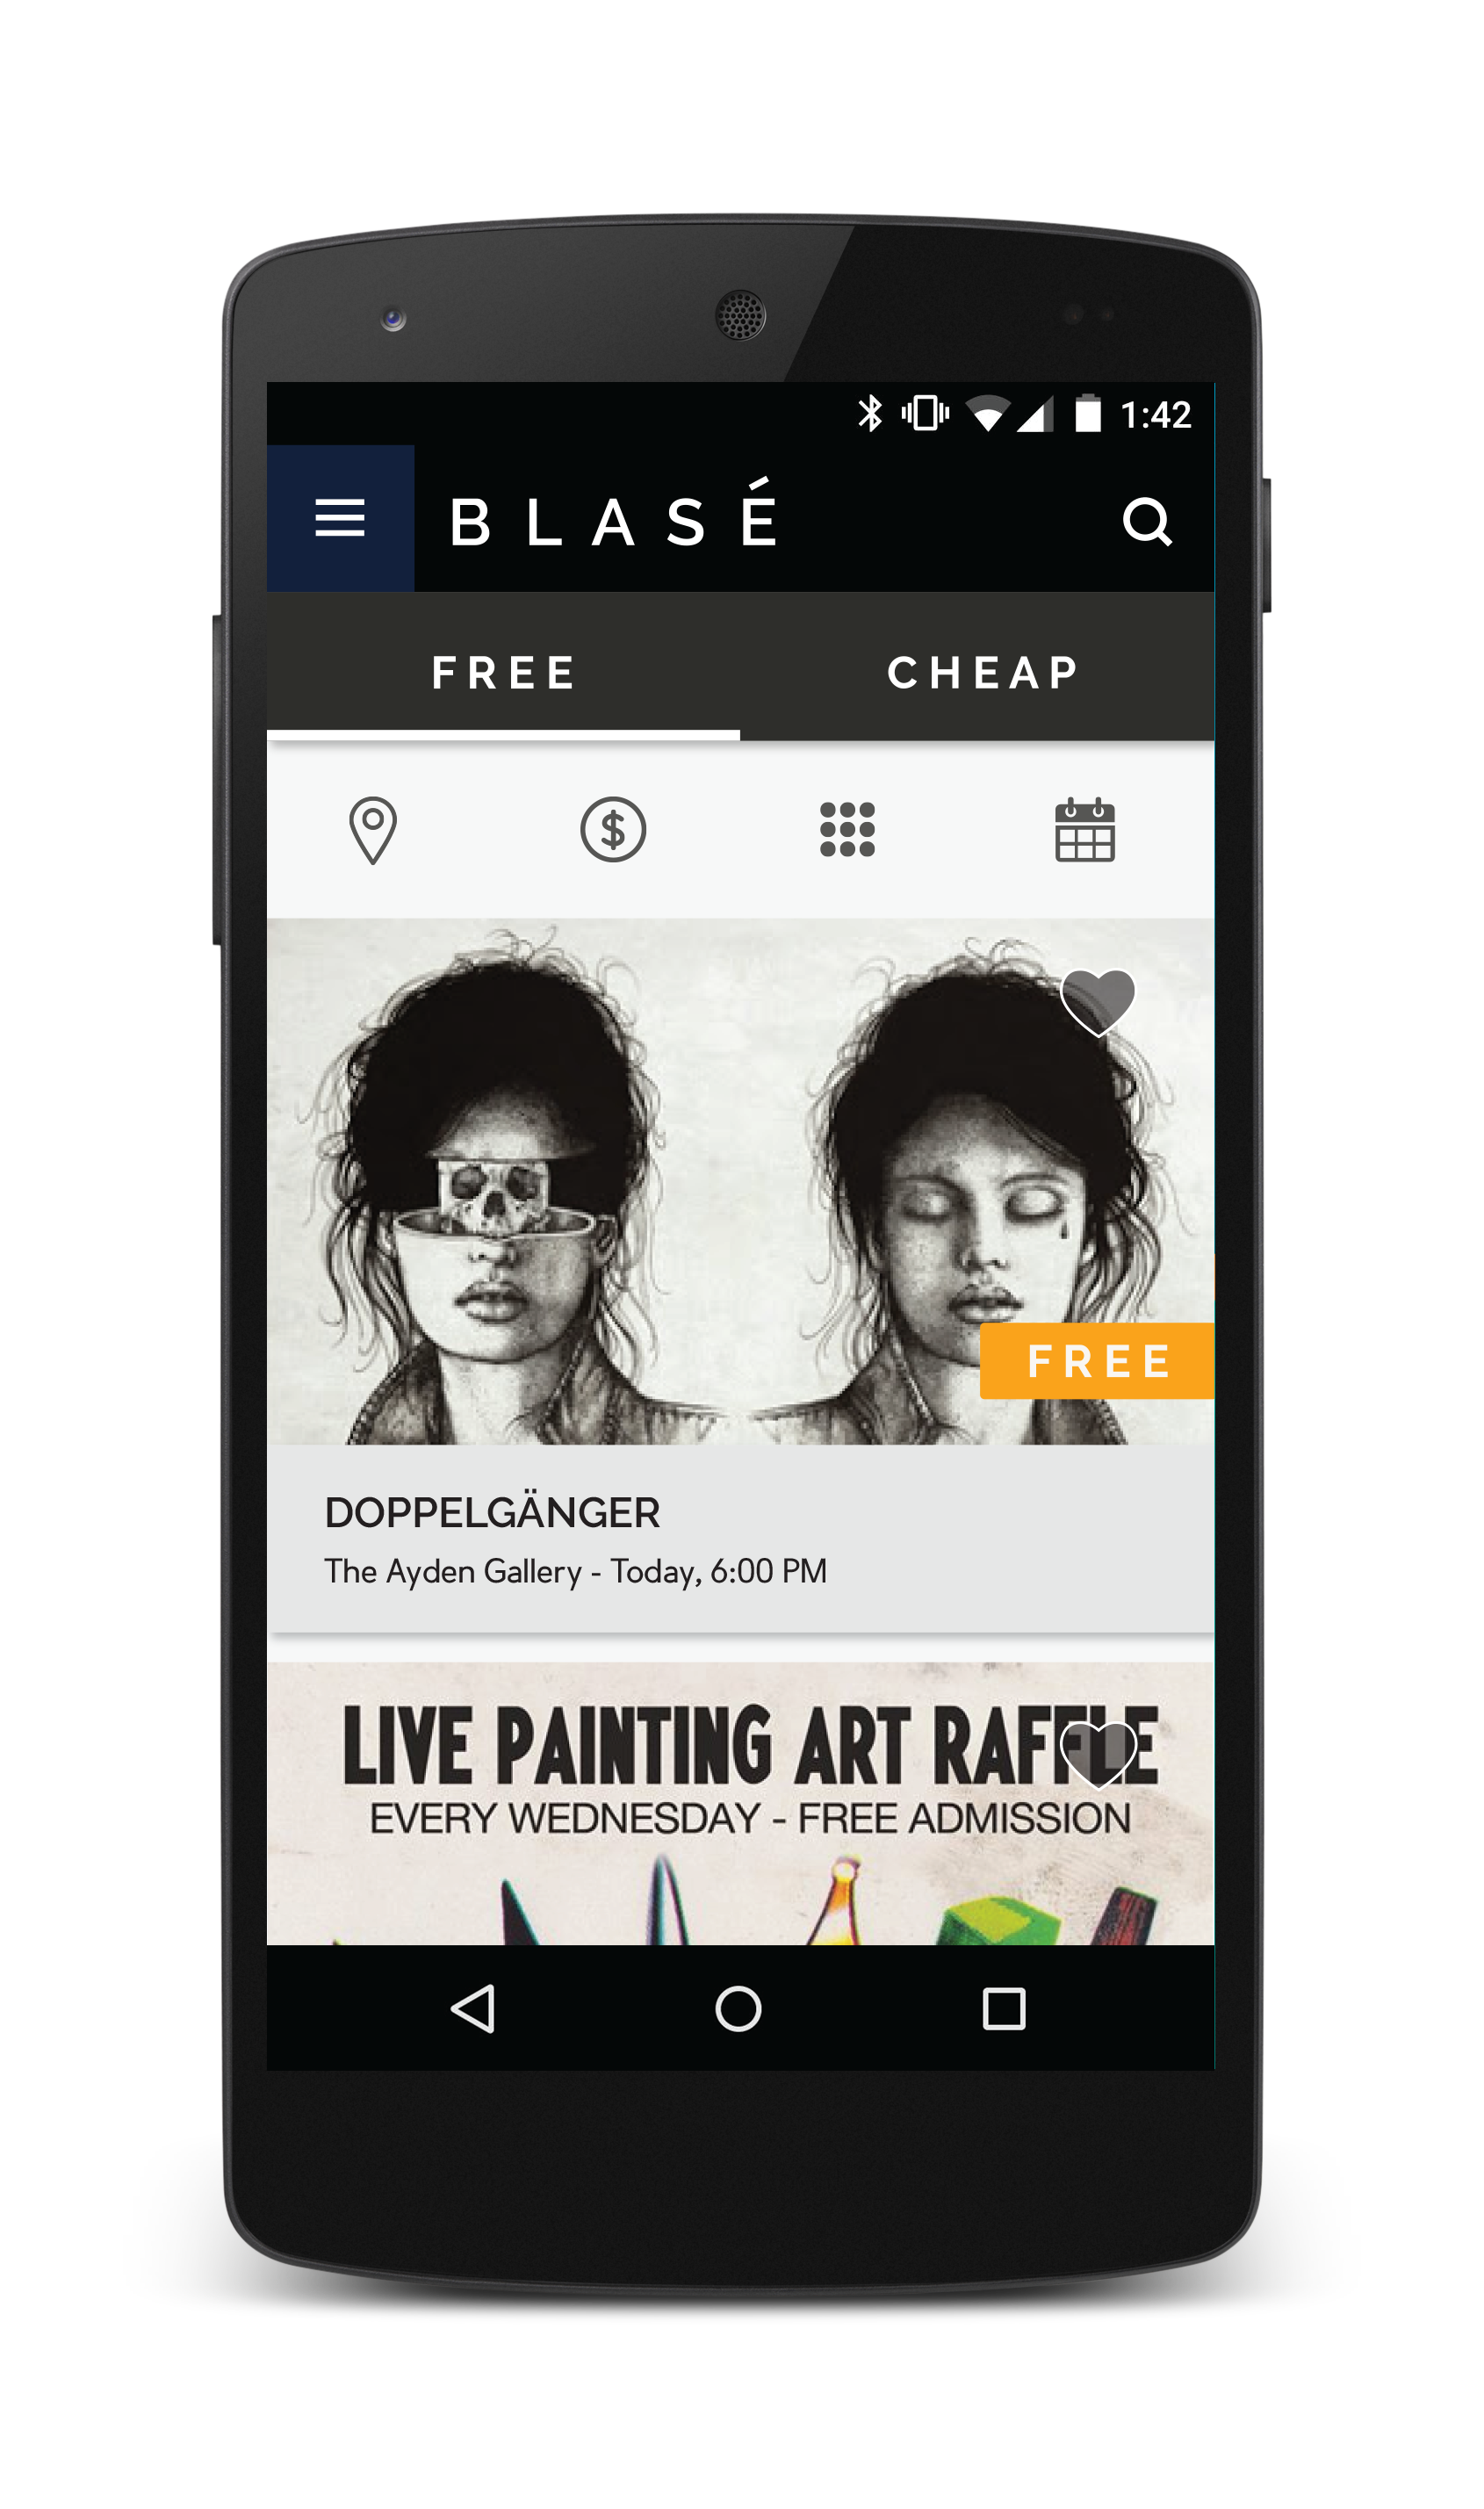 1:42
BLASÉ
FREE
CHEAP
FREE
DOPPELGÄNGER
The Ayden Gallery - Today, 6:00 PM
LIVE PAINTING ART RAFFLE
EVERY WEDNESDAY - FREE ADMISSION